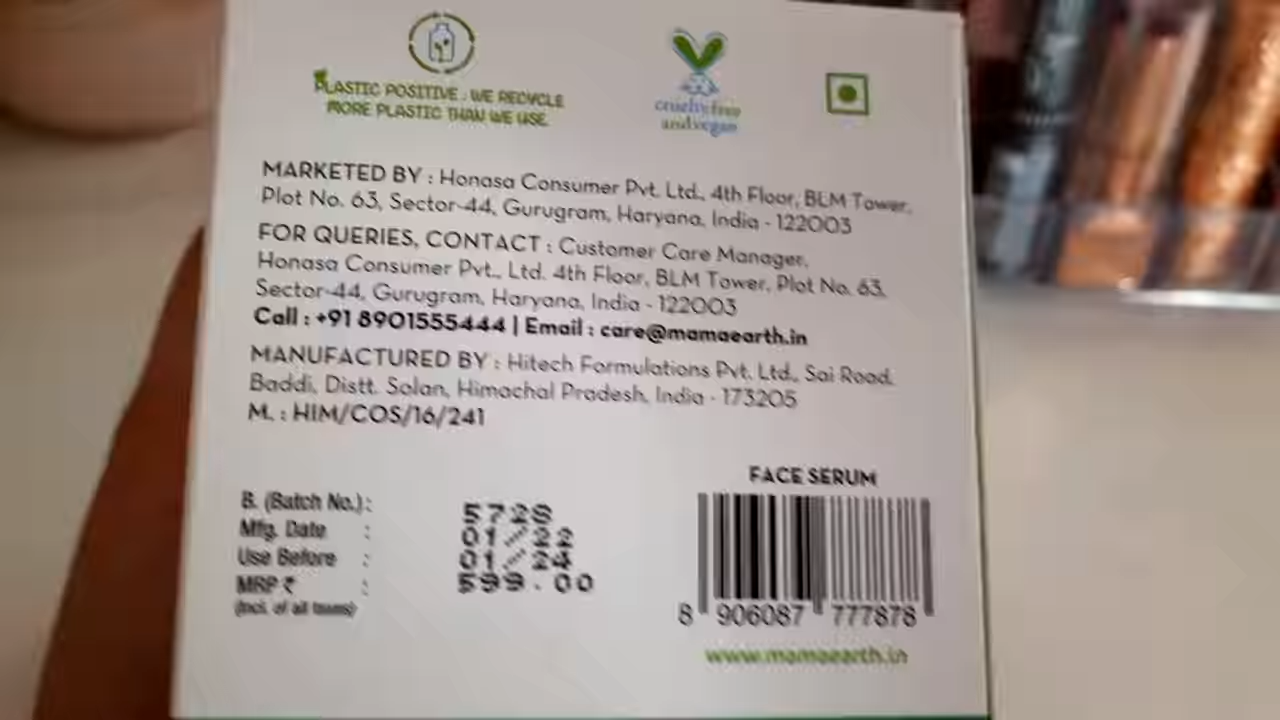 PLASTIC POSITIVE : WE RECYCLE
MORE PLASTIC THAN WE USE.
cruelty free
and vegan
MARKETED BY : Honasa Consumer Pvt. Ltd., 4th Floor, BLM Tower,
Plot No. 63, Sector-44, Gurugram, Haryana, India - 122003
FOR QUERIES, CONTACT : Customer Care Manager,
Honasa Consumer Pvt., Ltd. 4th Floor, BLM Tower, Plot No. 63,
Sector-44, Gurugram, Haryana, India - 122003
Call : +91 8901555444 | Email : care@mamaearth.in
MANUFACTURED BY : Hitech Formulations Pvt. Ltd., Sai Road,
Baddi, Distt. Solan, Himachal Pradesh, India - 173205
M. : HIM/COS/16/241
FACE SERUM
B. (Batch No.) : 5728
Mfg. Date : 01/22
Use Before : 01/24
MRP ₹ : 599.00
(Incl. of all taxes)
8 906087 777878
www.mamaearth.in